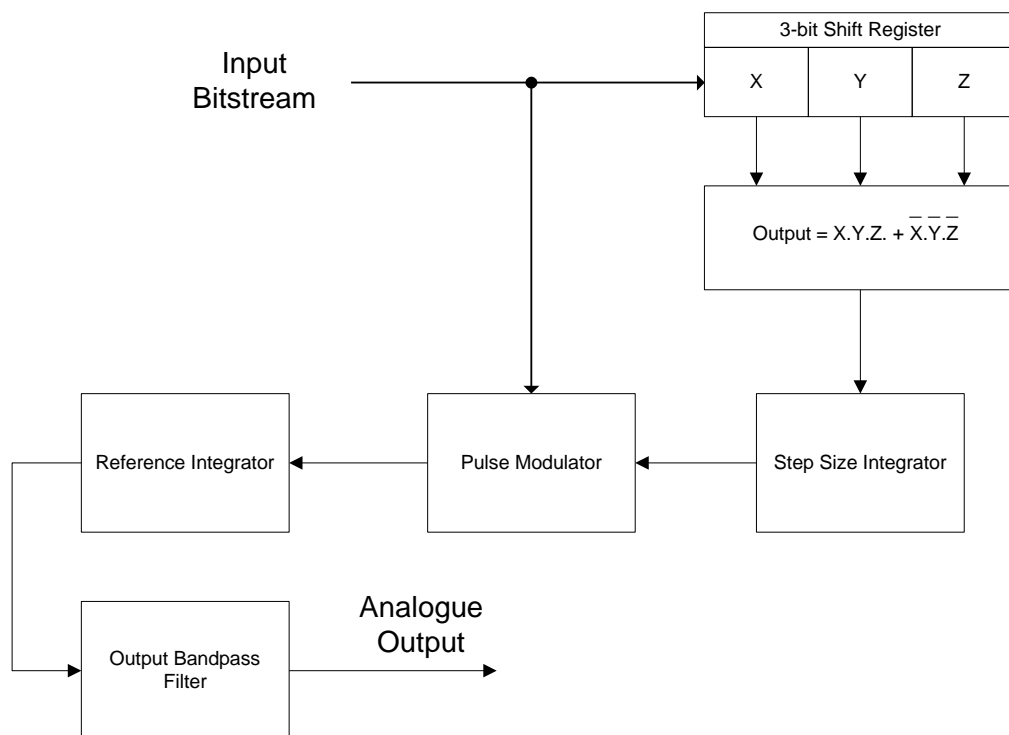 3-bit Shift Register
Input
Bitstream
X Y Z
Output = X.Y.Z. + X̅.Y̅.Z̅
Reference Integrator
Pulse Modulator
Step Size Integrator
Analogue
Output
Output Bandpass
Filter